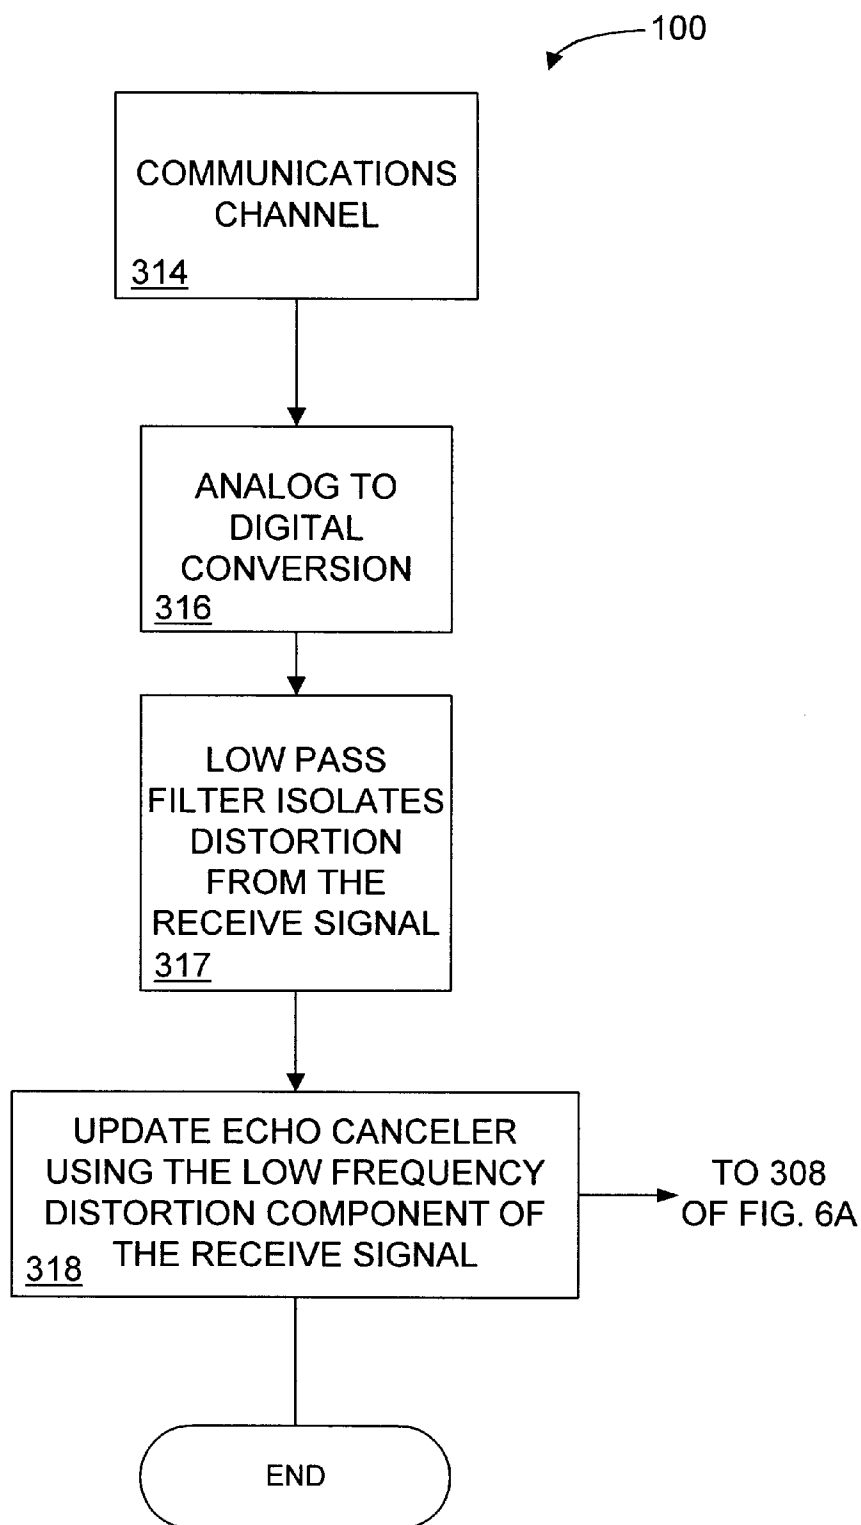 100
COMMUNICATIONS
CHANNEL
314
ANALOG TO
DIGITAL
CONVERSION
316
LOW PASS
FILTER ISOLATES
DISTORTION
FROM THE
RECEIVE SIGNAL
317
UPDATE ECHO CANCELER
USING THE LOW FREQUENCY
DISTORTION COMPONENT OF
THE RECEIVE SIGNAL
318
TO 308
OF FIG. 6A
END